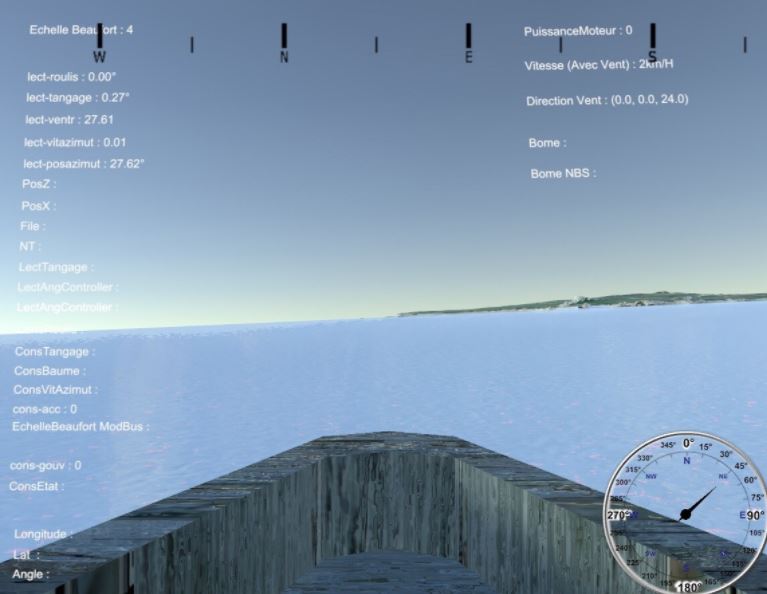 Echelle Beaufort : 4
W N E S
lect-roulis : 0.00°
lect-tangage : 0.27°
lect-ventr : 27.61
lect-vitazimut : 0.01
lect-posazimut : 27.62°
PosZ :
PosX :
File :
NT :
LectTangage :
LectAngController :
LectAngController :
ConsTangage :
ConsBaume :
ConsVitAzimut :
cons-acc : 0
EchelleBeaufort ModBus :
cons-gouv : 0
ConsEtat :
Longitude :
Lat :
Angle :
PuissanceMoteur : 0
Vitesse (Avec Vent) : 2km/H
Direction Vent : (0.0, 0.0, 24.0)
Bome :
Bome NBS :
345° 0° 15°
330° N 30°
315° NW NE 45°
300° 60°
75°
270° W E 90°
240° 120°
225° SW
210° S
195° 180° 165°